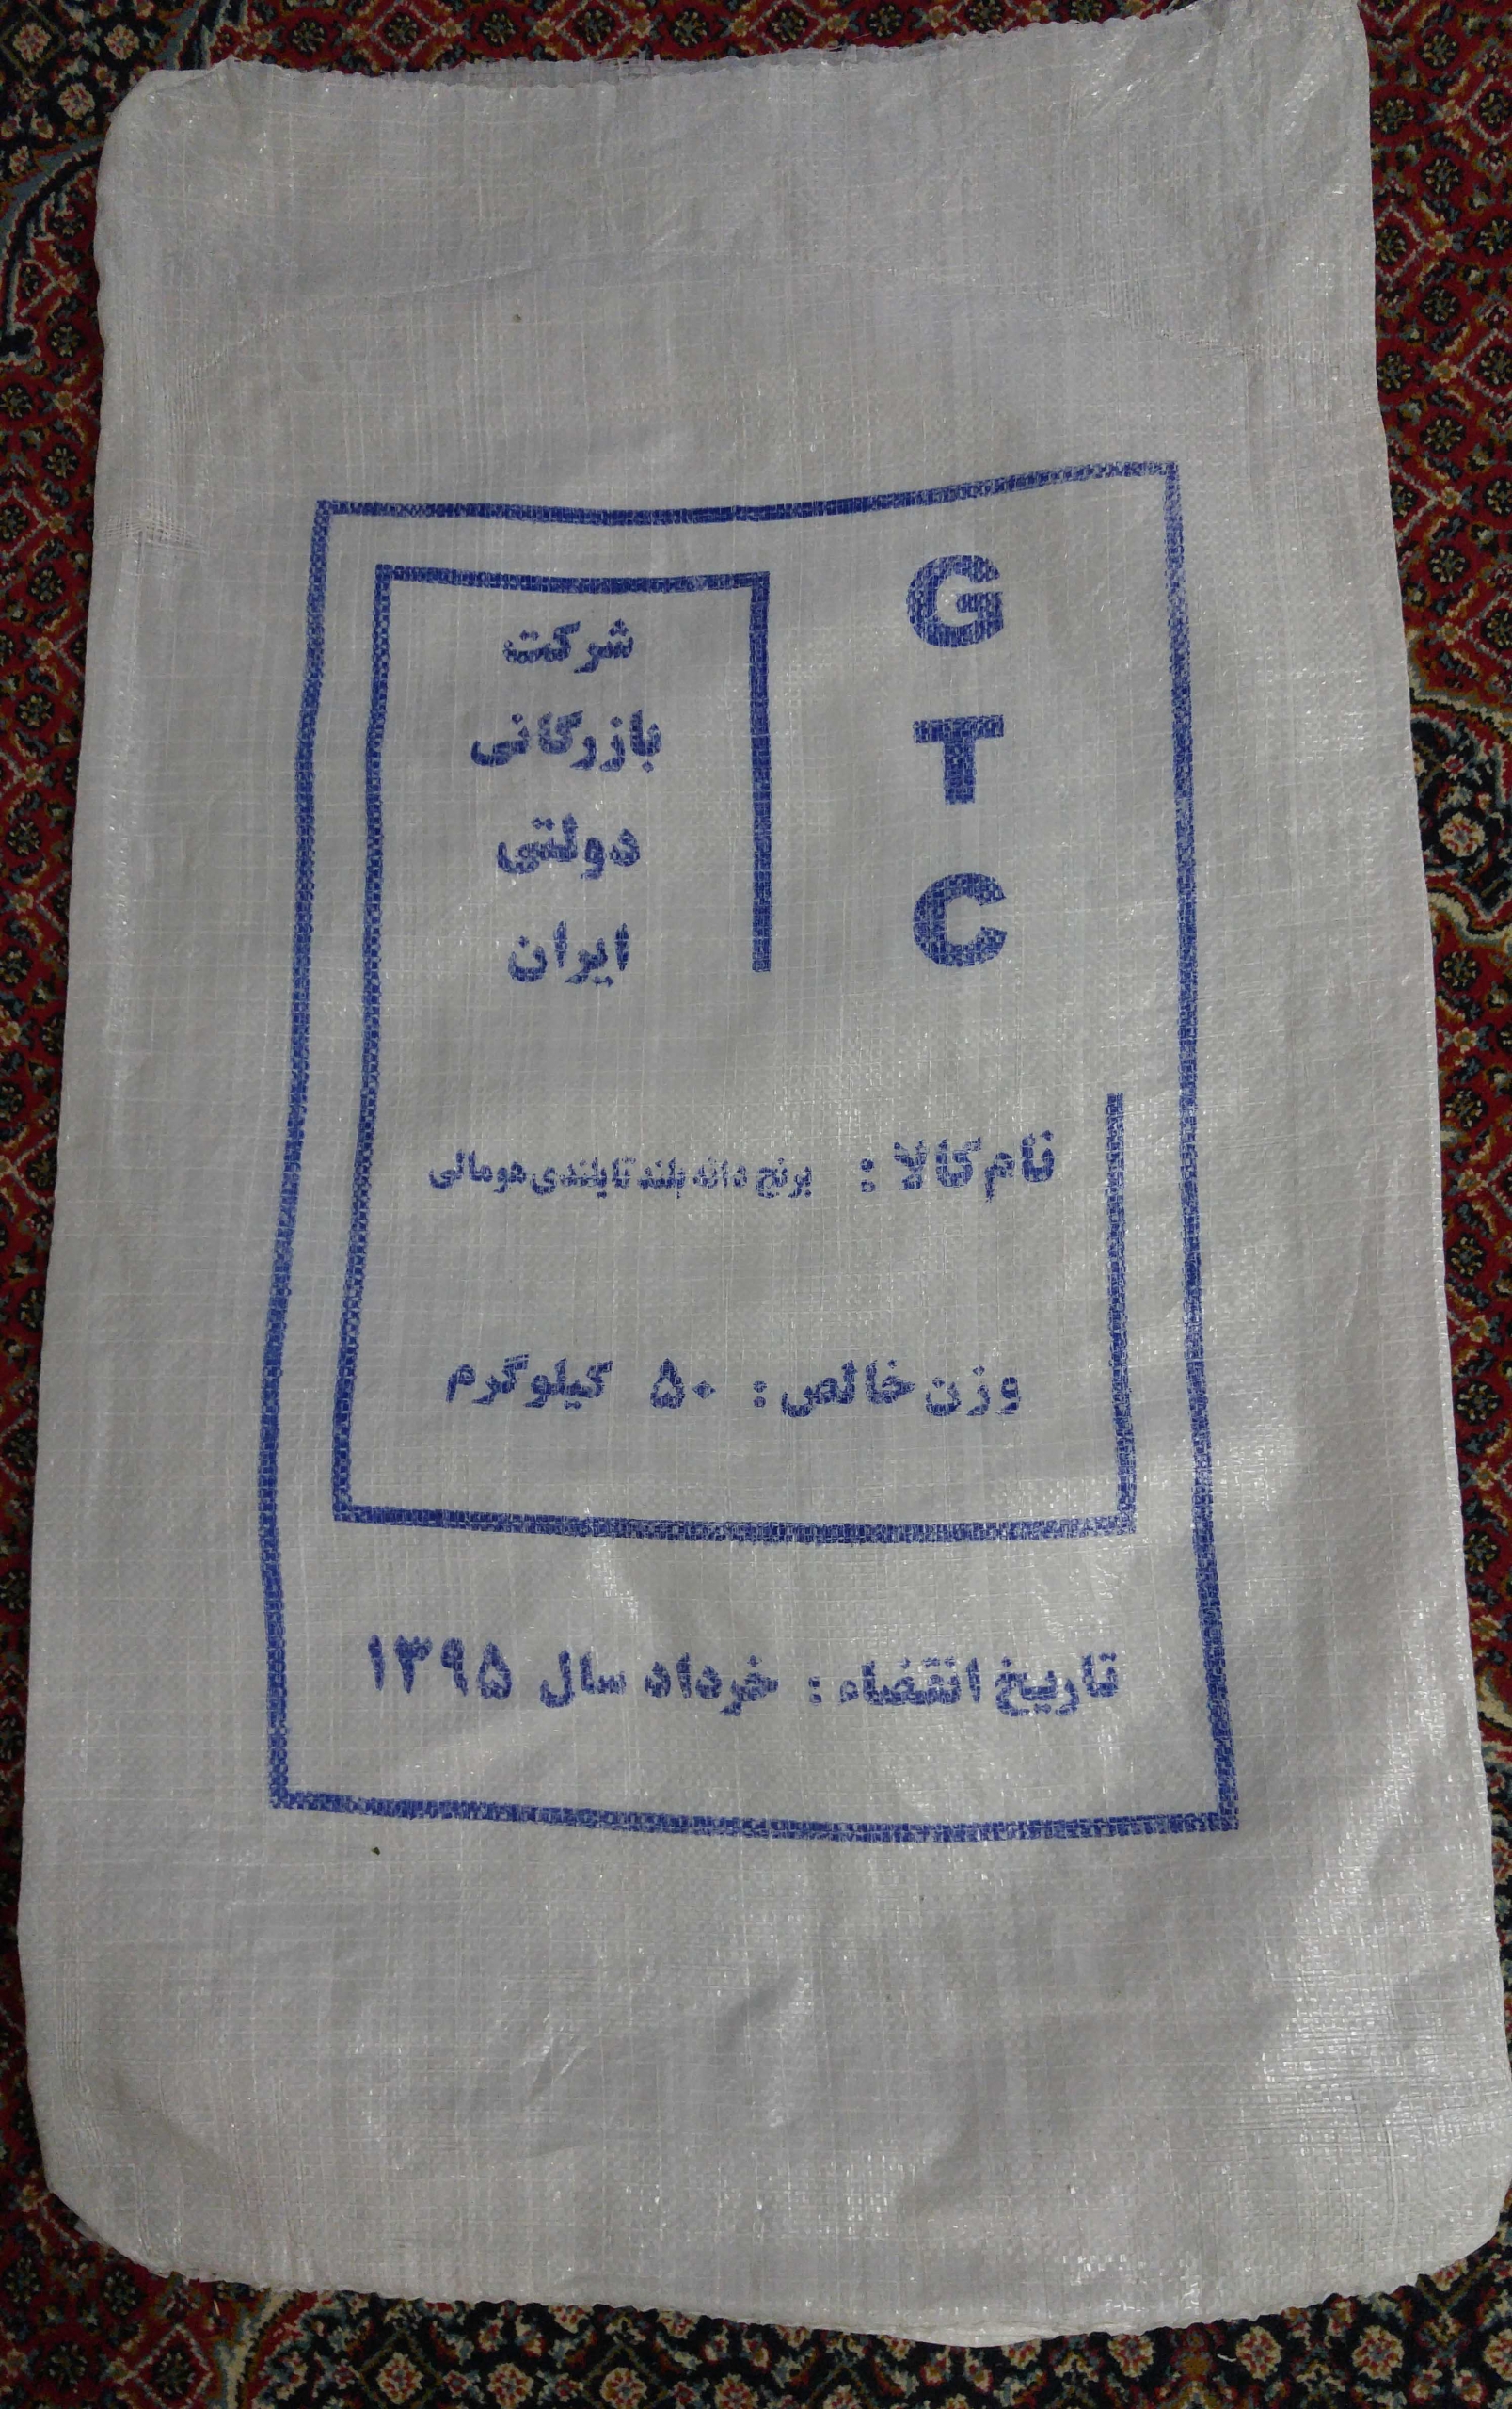 G
T
C
شرکت
بازرگانی
دولتی
ایران
نام کالا : برنج دانه بلند تایلندی هومالی
وزن خالص : ۵۰ کیلوگرم
تاریخ انقضاء : خرداد سال ۱۳۹۵